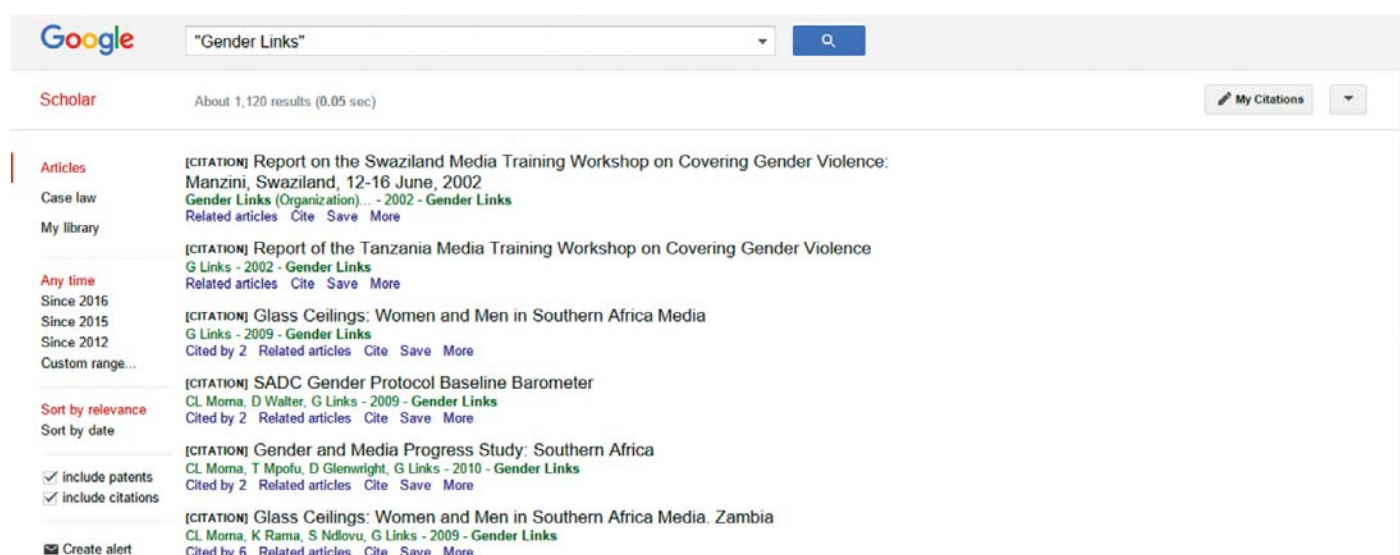 Google
"Gender Links"
Scholar
About 1,120 results (0.05 sec)
My Citations
Articles
Case law
My library
Any time
Since 2016
Since 2015
Since 2012
Custom range...
Sort by relevance
Sort by date
include patents
include citations
Create alert
[CITATION] Report on the Swaziland Media Training Workshop on Covering Gender Violence:
Manzini, Swaziland, 12-16 June, 2002
Gender Links (Organization)... - 2002 - Gender Links
Related articles Cite Save More
[CITATION] Report of the Tanzania Media Training Workshop on Covering Gender Violence
G Links - 2002 - Gender Links
Related articles Cite Save More
[CITATION] Glass Ceilings: Women and Men in Southern Africa Media
G Links - 2009 - Gender Links
Cited by 2 Related articles Cite Save More
[CITATION] SADC Gender Protocol Baseline Barometer
CL Morna, D Walter, G Links - 2009 - Gender Links
Cited by 2 Related articles Cite Save More
[CITATION] Gender and Media Progress Study: Southern Africa
CL Morna, T Mpofu, D Glenwright, G Links - 2010 - Gender Links
Cited by 2 Related articles Cite Save More
[CITATION] Glass Ceilings: Women and Men in Southern Africa Media. Zambia
CL Morna, K Rama, S Ndlovu, G Links - 2009 - Gender Links
Cited by 6 Related articles Cite Save More